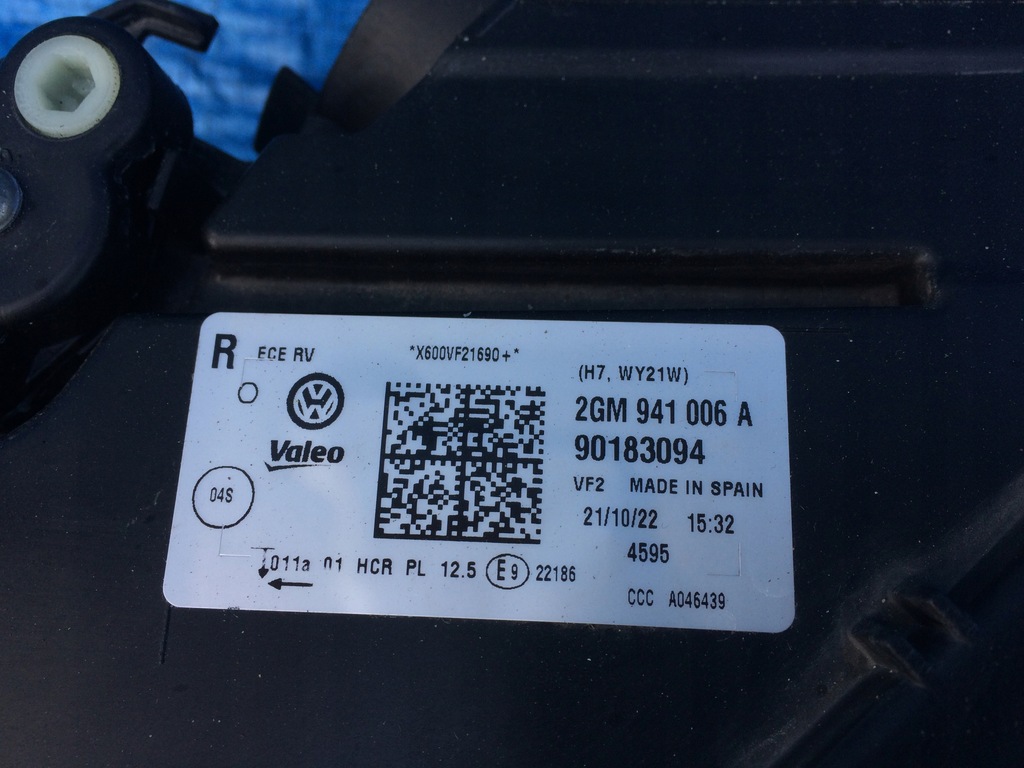 R ECE RV
*X600VF21690+*
(H7, WY21W)
2GM 941 006 A
Valeo
90183094
VF2 MADE IN SPAIN
04S
21/10/22 15:32
4595
011a 01 HCR PL 12.5 E9 22186
CCC A046439